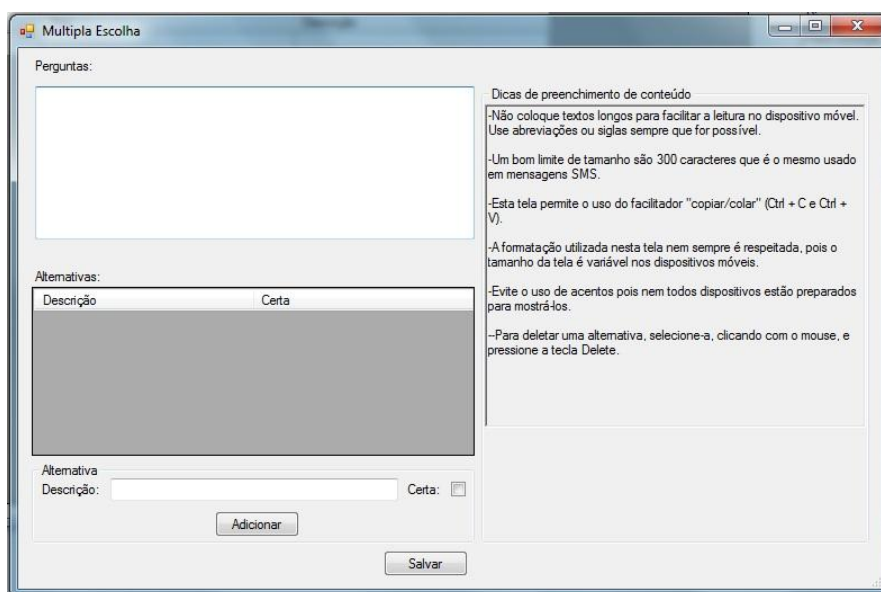 Multipla Escolha
Perguntas:
Alternativas:
Descrição Certa
Alternativa
Descrição: Certa:
Adicionar
Salvar
Dicas de preenchimento de conteúdo
-Não coloque textos longos para facilitar a leitura no dispositivo móvel.
Use abreviações ou siglas sempre que for possível.
-Um bom limite de tamanho são 300 caracteres que é o mesmo usado
em mensagens SMS.
-Esta tela permite o uso do facilitador "copiar/colar" (Ctrl + C e Ctrl +
V).
-A formatação utilizada nesta tela nem sempre é respeitada, pois o
tamanho da tela é variável nos dispositivos móveis.
-Evite o uso de acentos pois nem todos dispositivos estão preparados
para mostrá-los.
--Para deletar uma alternativa, selecione-a, clicando com o mouse, e
pressione a tecla Delete.